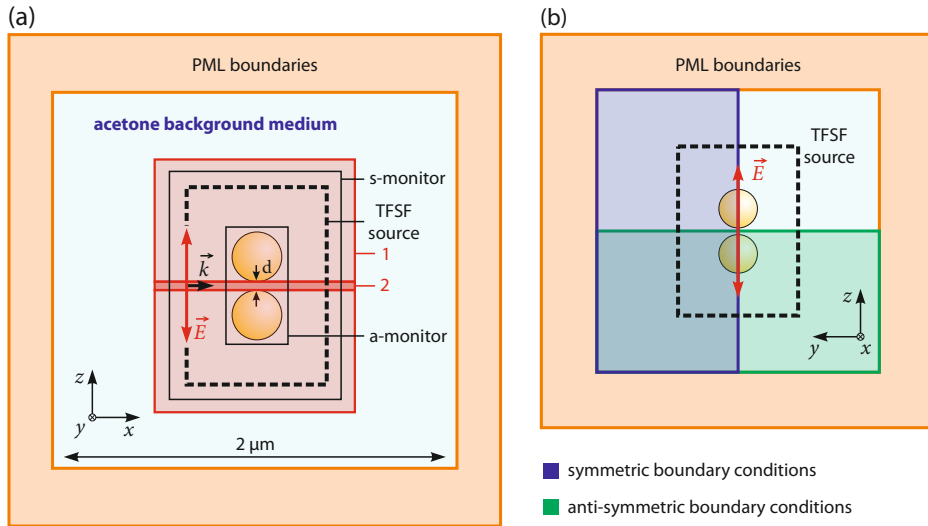 (a)
PML boundaries
acetone background medium
s-monitor
TFSF
source
1
k
d
2
E
a-monitor
z
y
x
2 µm
(b)
PML boundaries
TFSF
source
E
z
y
x
symmetric boundary conditions
anti-symmetric boundary conditions